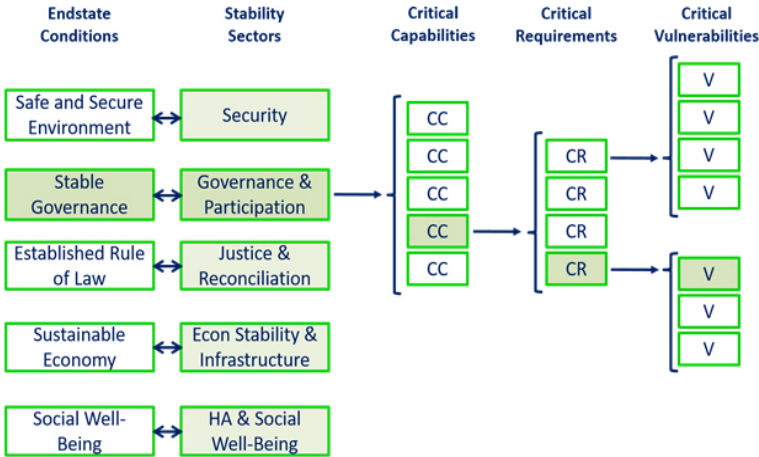 Endstate
Conditions
Stability
Sectors
Critical
Capabilities
Critical
Requirements
Critical
Vulnerabilities
Safe and Secure
Environment
Security
Stable
Governance
Governance &
Participation
Established Rule
of Law
Justice &
Reconciliation
Sustainable
Economy
Econ Stability &
Infrastructure
Social Well-
Being
HA & Social
Well-Being
CC
CC
CC
CC
CC
CR
CR
CR
CR
V
V
V
V
V
V
V